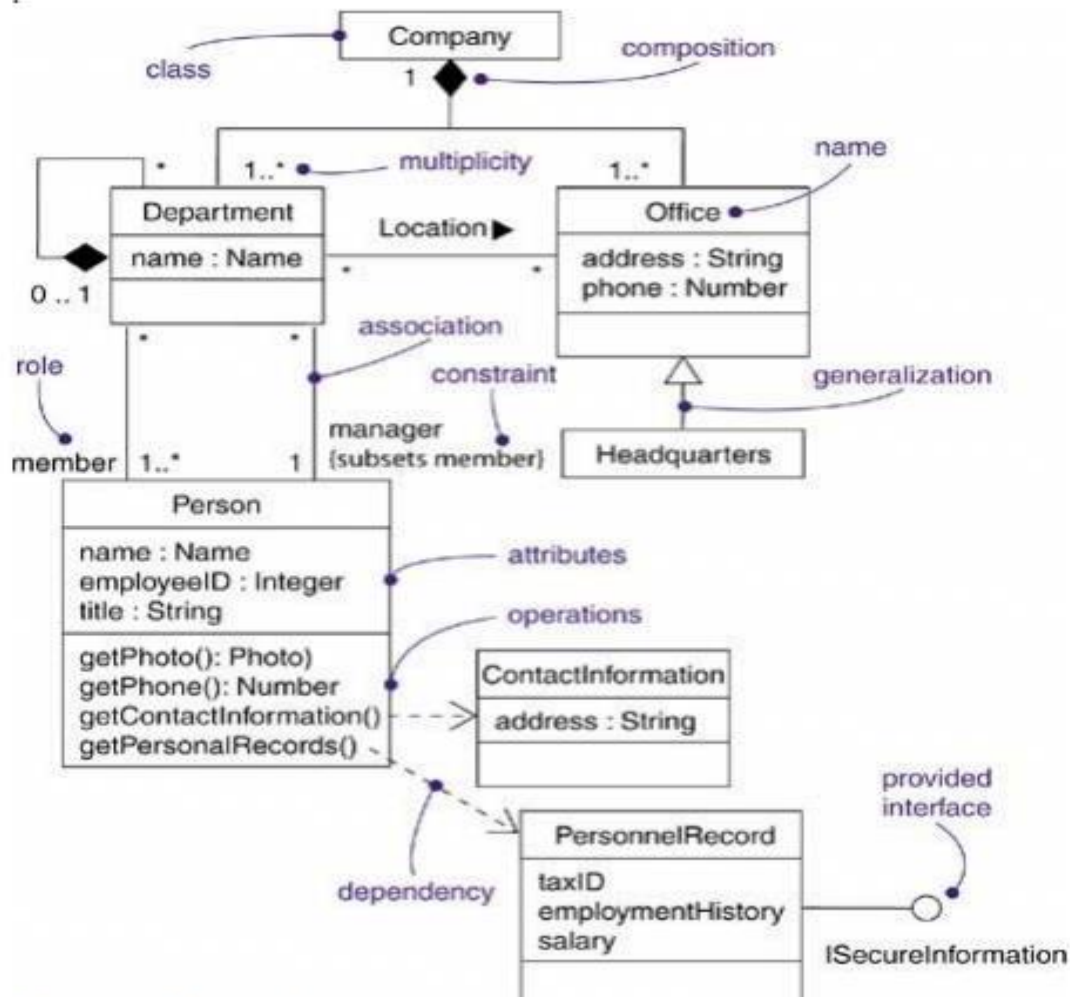 Company
class
composition
1
* 1..* multiplicity 1..* name
Department
Location ▶
Office
name : Name
address : String
phone : Number
* *
0 .. 1
* *
association
role
constraint
generalization
member 1..* 1 manager
{subsets member}
Headquarters
Person
name : Name
employeeID : Integer
title : String
attributes
operations
getPhoto(): Photo)
getPhone(): Number
getContactInformation()
getPersonalRecords()
ContactInformation
address : String
provided
interface
dependency
PersonnelRecord
taxID
employmentHistory
salary
ISecureInformation